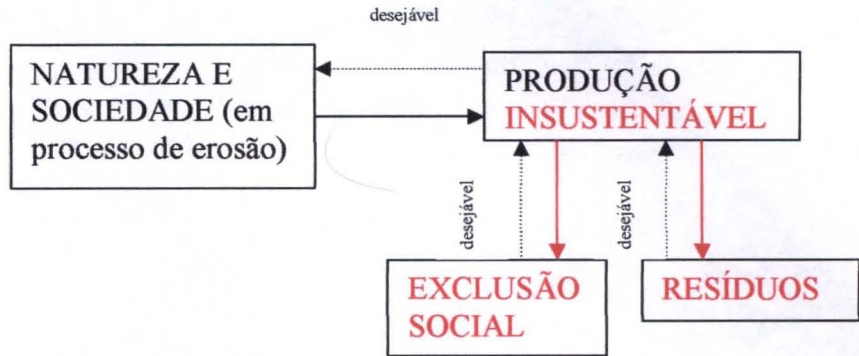 desejável
NATUREZA E
SOCIEDADE (em
processo de erosão)
PRODUÇÃO
INSUSTENTÁVEL
desejável
desejável
EXCLUSÃO
SOCIAL
RESÍDUOS